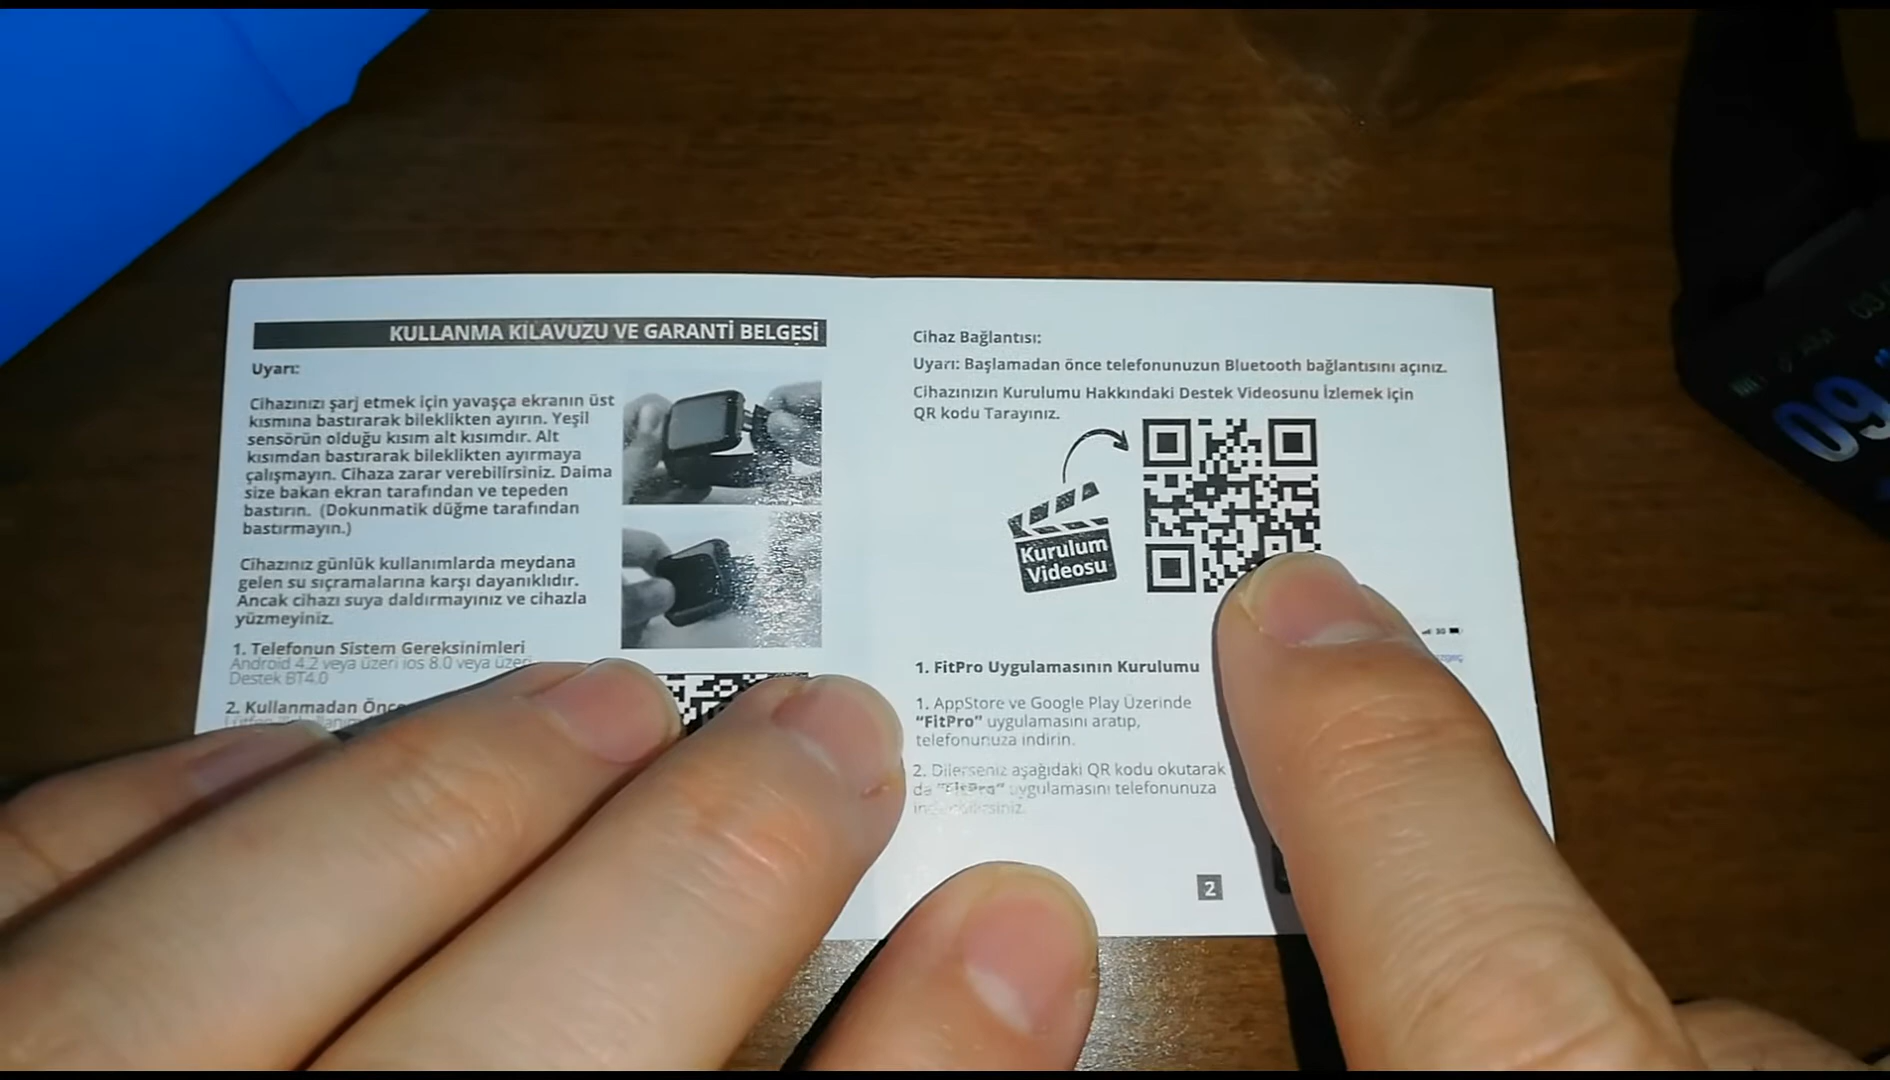 KULLANMA KILAVUZU VE GARANTİ BELGESİ
Uyarı:
Cihazınızı şarj etmek için yavaşça ekranın üst
kısmına bastırarak bileklikten ayırın. Yeşil
sensörün olduğu kısım alt kısımdır. Alt
kısımdan bastırarak bileklikten ayırmaya
çalışmayın. Cihaza zarar verebilirsiniz. Daima
size bakan ekran tarafından ve tepeden
bastırın. (Dokunmatik düğme tarafından
bastırmayın.)
Cihazınız günlük kullanımlarda meydana
gelen su sıçramalarına karşı dayanıklıdır.
Ancak cihazı suya daldırmayınız ve cihazla
yüzmeyiniz.
1. Telefonun Sistem Gereksinimleri
Android 4.2 veya üzeri ios 8.0 veya üzeri
Destek BT4.0
2. Kullanmadan
Cihaz Bağlantısı:
Uyarı: Başlamadan önce telefonunuzun Bluetooth bağlantısını açınız.
Cihazınızın Kurulumu Hakkındaki Destek Videosunu İzlemek için
QR kodu Tarayınız.
Kurulum
Videosu
1. FitPro Uygulamasının Kurulumu
1. AppStore ve Google Play Üzerinde
"FitPro" uygulamasını aratıp,
telefonunuza indirin.
2. Dilerseniz aşağıdaki QR kodu okutarak
da "FitPro" uygulamasını telefonunuza
2
3G
09